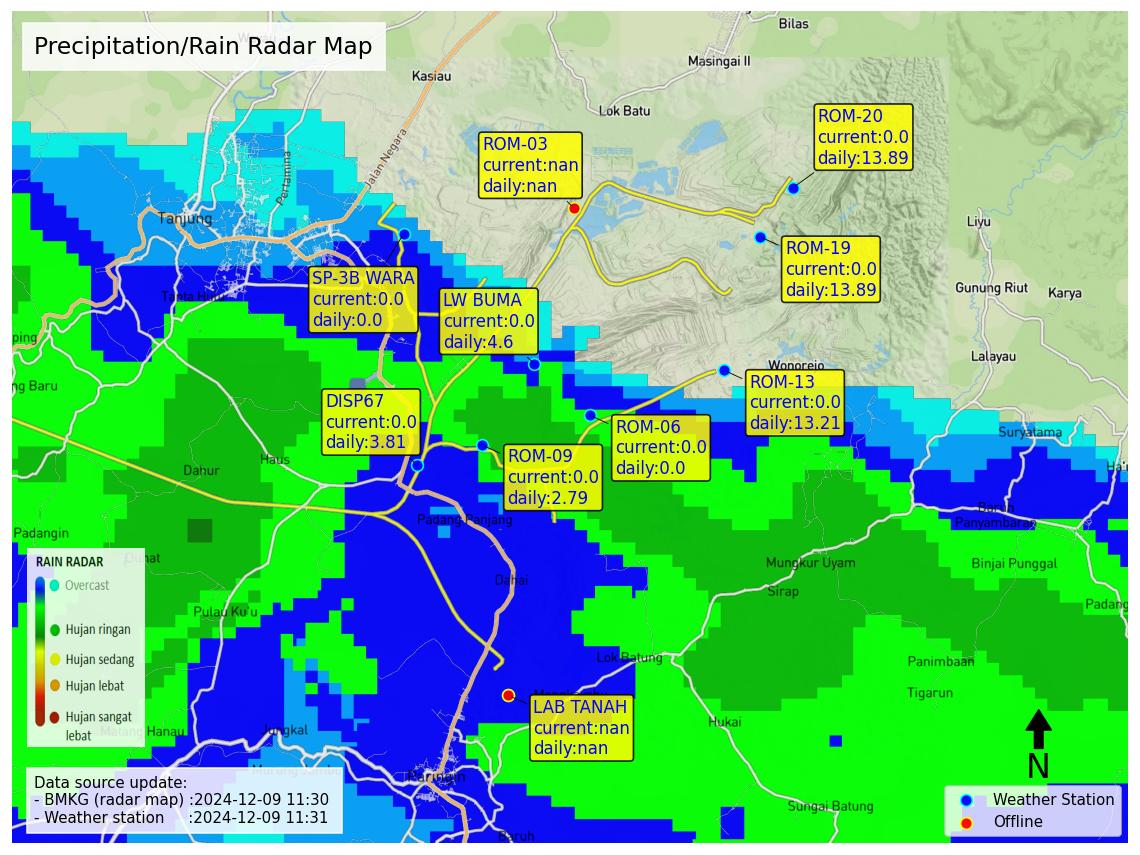 Precipitation/Rain Radar Map
Bilas
Masingai II
Kasiau
Lok Batu
Jalan Negara
Pertamina
ROM-20
current:0.0
daily:13.89
ROM-03
current:nan
daily:nan
Tanjung
Liyu
ROM-19
current:0.0
daily:13.89
SP-3B WARA
current:0.0
daily:0.0
LW BUMA
current:0.0
daily:4.6
Gunung Riut
Karya
ping
Lalayau
Wonorejo
ng Baru
ROM-13
current:0.0
daily:13.21
DISP67
current:0.0
daily:3.81
ROM-06
current:0.0
daily:0.0
Suryatama
Haus
Dahur
ROM-09
current:0.0
daily:2.79
Padang Panjang
Padangin
Panyambaran
RAIN RADAR
Overcast
Hujan ringan
Hujan sedang
Hujan lebat
Hujan sangat
lebat
Mungkur Uyam
Binjai Punggal
Dahai
Sirap
Padang
Pulau Ku'u
Lok Batung
Panimbaan
Tigarun
LAB TANAH
current:nan
daily:nan
Hukai
Jungkal
Paringin
Sungai Batung
Baruh
N
Data source update:
- BMKG (radar map) :2024-12-09 11:30
- Weather station :2024-12-09 11:31
Weather Station
Offline